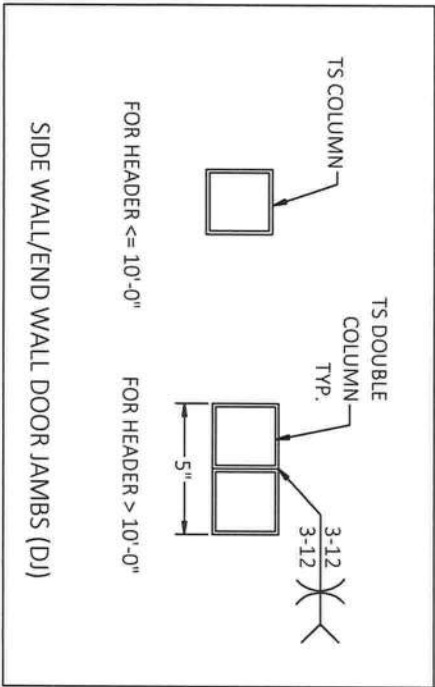 TS COLUMN
TS DOUBLE
COLUMN
TYP.
3-12
3-12
5"
FOR HEADER <= 10'-0"
FOR HEADER > 10'-0"
SIDE WALL/END WALL DOOR JAMBS (DJ)